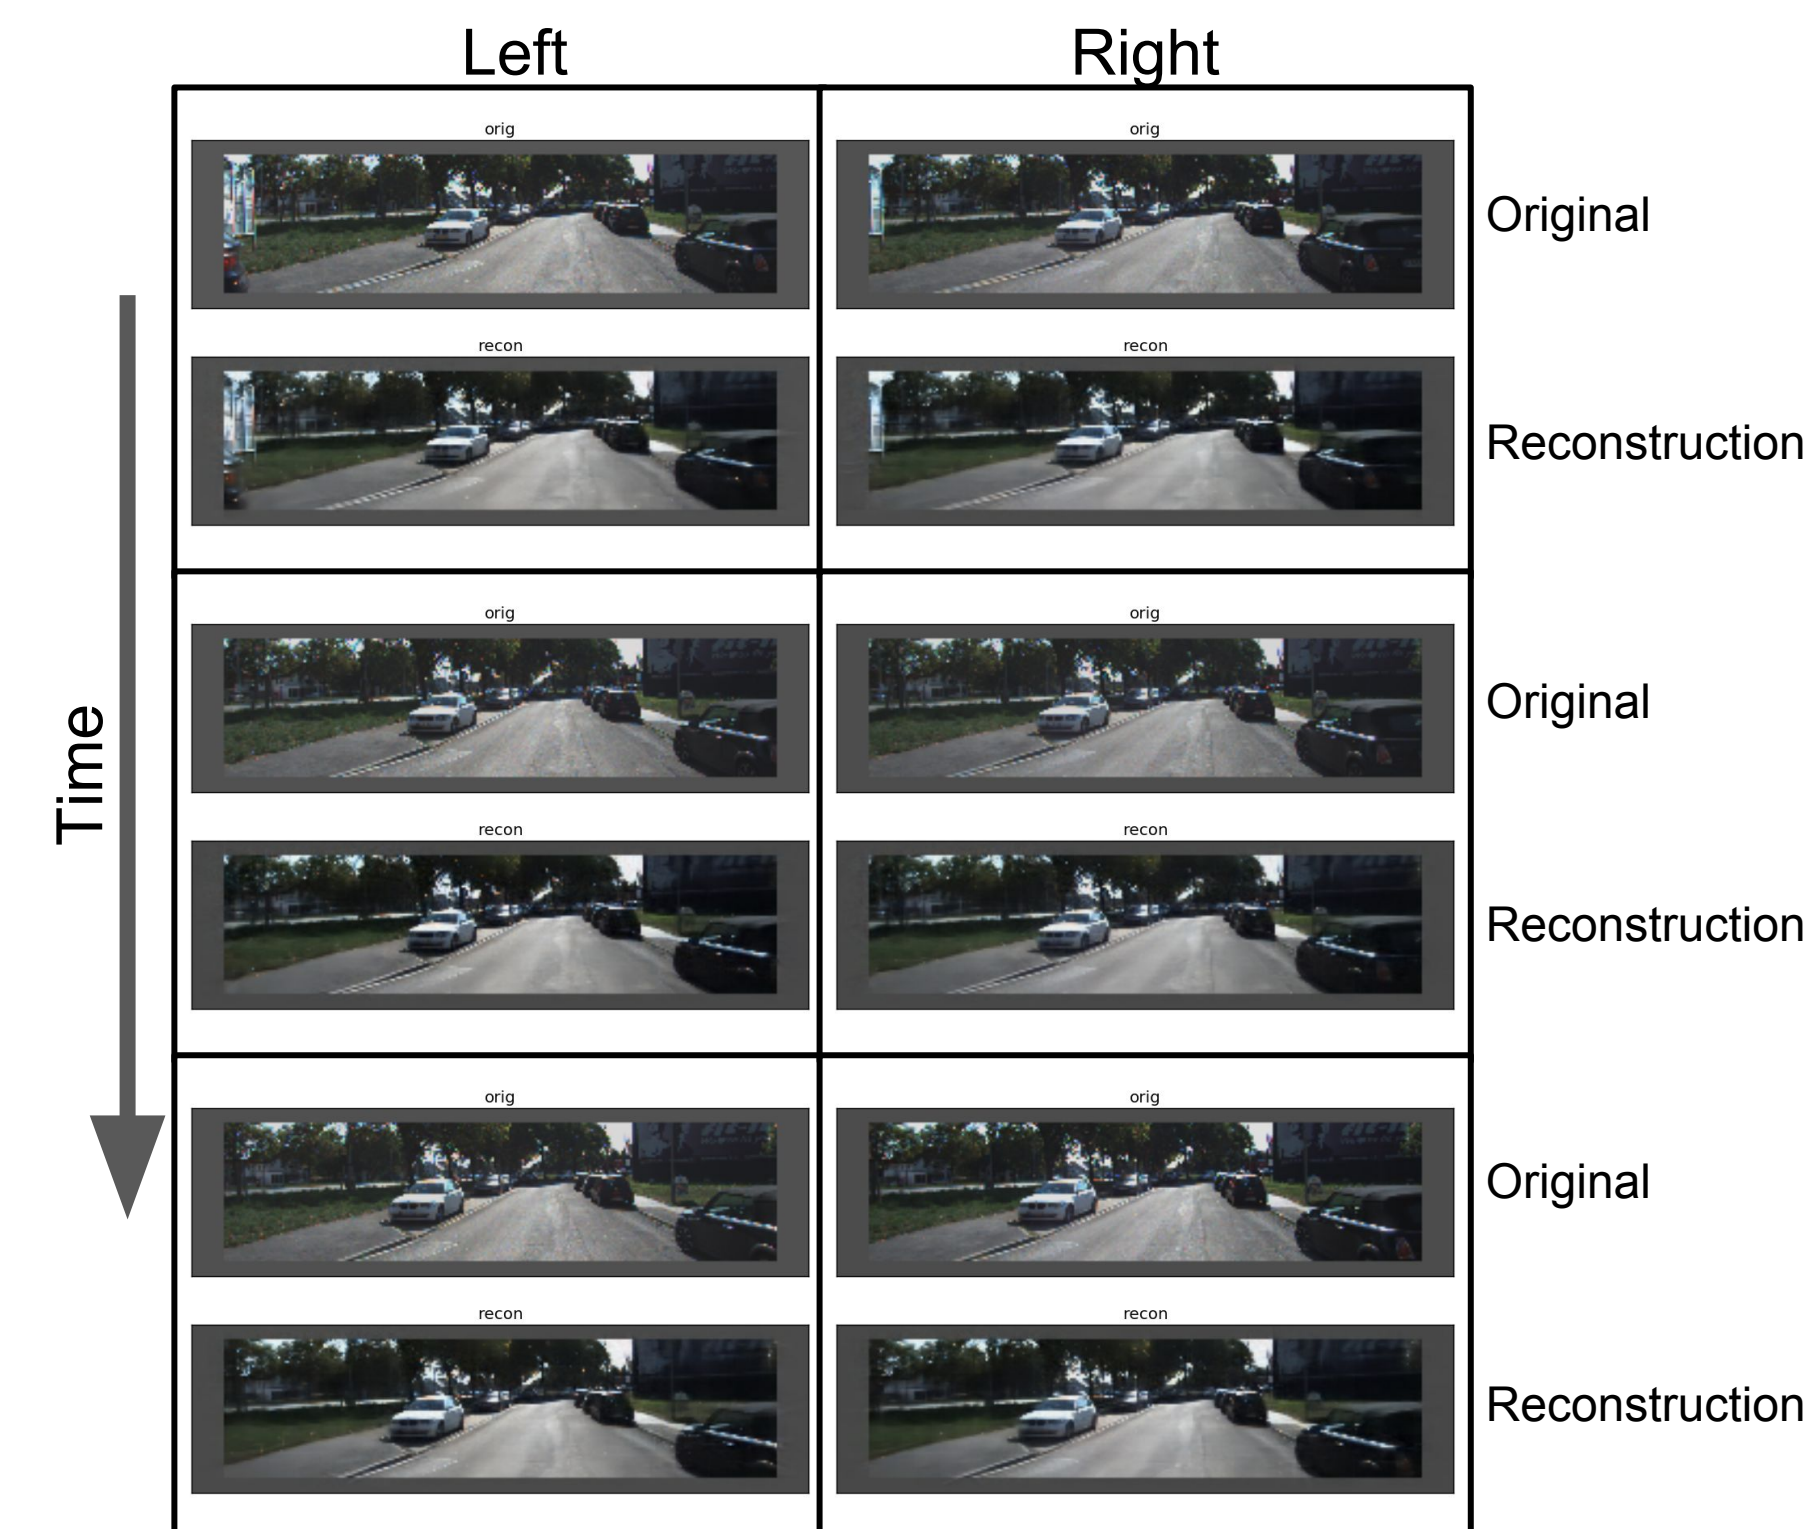 Left
Right
orig
orig
Original
recon
recon
Reconstruction
orig
orig
Original
Time
recon
recon
Reconstruction
orig
orig
Original
recon
recon
Reconstruction